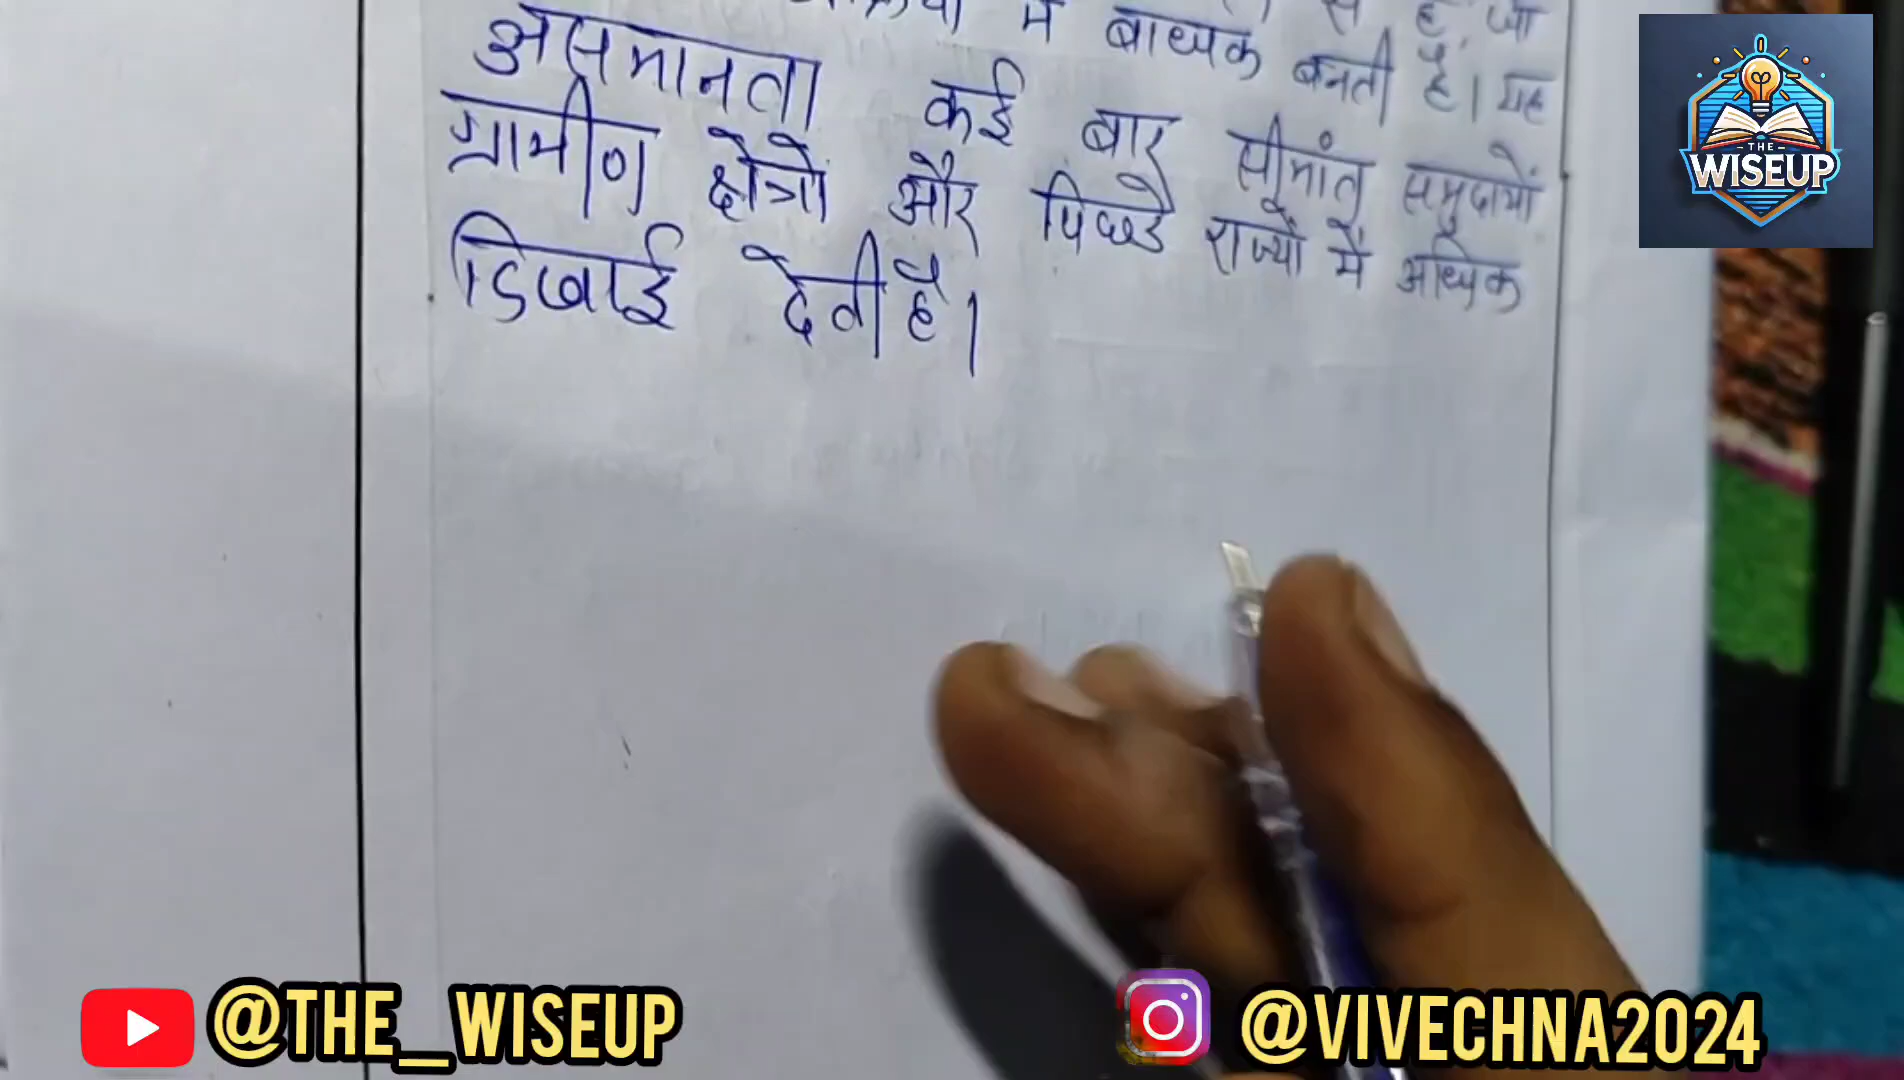 में बाधक बनती है। यह
असमानता कई बार सीमांत समुदायों
ग्रामीण क्षेत्रो और पिछडे राज्यों में अधिक
दिखाई देती है।
THE
WISEUP
@THE_WISEUP
@VIVECHNA2024